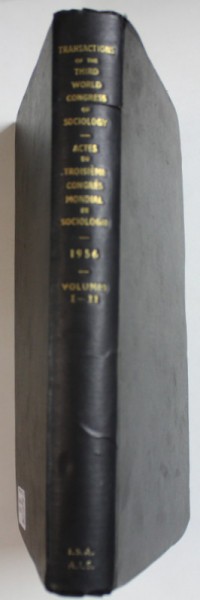 TRANSACTIONS
OF THE
THIRD
WORLD
CONGRESS
OF
SOCIOLOGY
—
ACTES
DU
TROISIÈME
CONGRÈS
MONDIAL
DE
SOCIOLOGIE
—
1956
—
VOLUMES
I-II
I.S.A.
A.I.S.